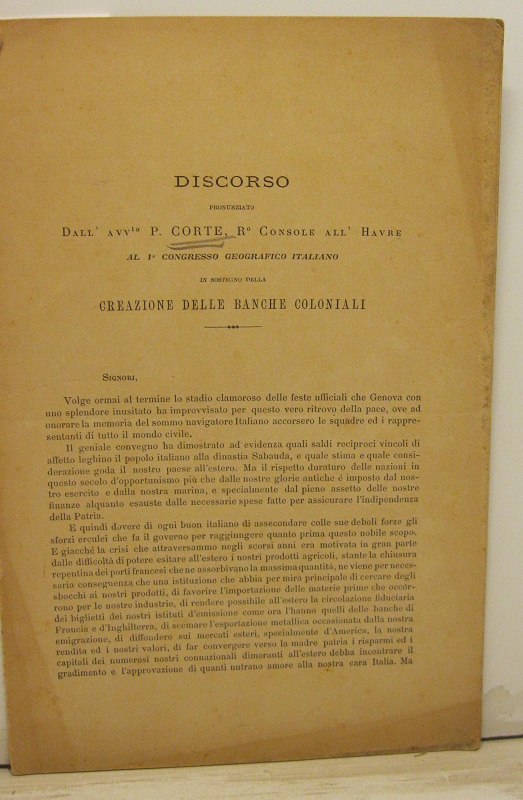 DISCORSO
PRONUNZIATO
DALL' AVVto P. CORTE, Ro CONSOLE ALL' HAVRE
AL 1o CONGRESSO GEOGRAFICO ITALIANO
IN SOSTEGNO DELLA
CREAZIONE DELLE BANCHE COLONIALI
SIGNORI,
Volge ormai al termine lo stadio clamoroso delle feste ufficiali che Genova con
uno splendore inusitato ha improvvisato per questo vero ritrovo della pace, ove ad
onorare la memoria del sommo navigatore Italiano accorsero le squadre ed i rappre-
sentanti di tutto il mondo civile.
Il geniale convegno ha dimostrato ad evidenza quali saldi reciproci vincoli di
affetto leghino il popolo italiano alla dinastia Sabauda, e quale stima e quale consi-
derazione goda il nostro paese all'estero. Ma il rispetto duraturo delle nazioni in
questo secolo d'opportunismo più che dalle nostre glorie antiche é imposto dal nos-
tro esercito e dalla nostra marina, e specialmente dal pieno assetto delle nostre
finanze alquanto esauste dalle necessarie spese fatte per assicurare l'indipendenza
della Patria.
E quindi dovere di ogni buon italiano di assecondare colle sue deboli forze gli
sforzi erculei che fa il governo per raggiungere quanto prima questo nobile scopo.
E giacché la crisi che attraversammo negli scorsi anni era motivata in gran parte
dalle difficoltà di potere esitare all'estero i nostri prodotti agricoli, stante la chiusura
repentina dei porti francesi che ne assorbivano la massima quantità, ne viene per neces-
saria conseguenza che una istituzione che abbia per mira principale di cercare degli
sbocchi ai nostri prodotti, di favorire l'importazione delle materie prime che occor-
rono per le nostre industrie, di rendere possibile all'estero la circolazione fiduciaria
dei biglietti dei nostri istituti d'emissione come ora l'hanno quelli delle banche di
Francia e d'Inghilterra, di scemare l'esportazione metallica occasionata dalla nostra
emigrazione, di diffondere sui mercati esteri, specialmente d'America, la nostra
rendita ed i nostri valori, di far convergere verso la madre patria i risparmi ed i
capitali dei numerosi nostri connazionali dimoranti all'estero debba incontrare il
gradimento e l'approvazione di quanti nutrano amore alla nostra cara Italia. Ma